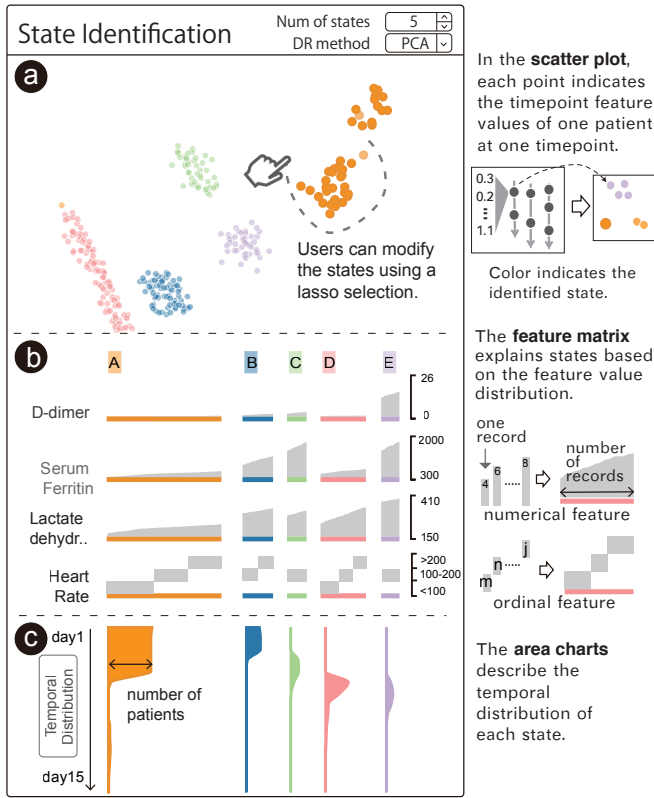 State Identification
Num of states 5
DR method PCA
a
Users can modify
the states using a
lasso selection.
In the scatter plot,
each point indicates
the timepoint feature
values of one patient
at one timepoint.
0.3
0.2
1.1
Color indicates the
identified state.
b
A B C D E
D-dimer
26
0
Serum
Ferritin
2000
300
Lactate
dehydr..
410
150
Heart
Rate
>200
100-200
<100
The feature matrix
explains states based
on the feature value
distribution.
one
record
4 6 ..... 8
number
of
records
numerical feature
m n ..... j
ordinal feature
c
day1
Temporal
Distribution
day15
number of
patients
The area charts
describe the
temporal
distribution of
each state.